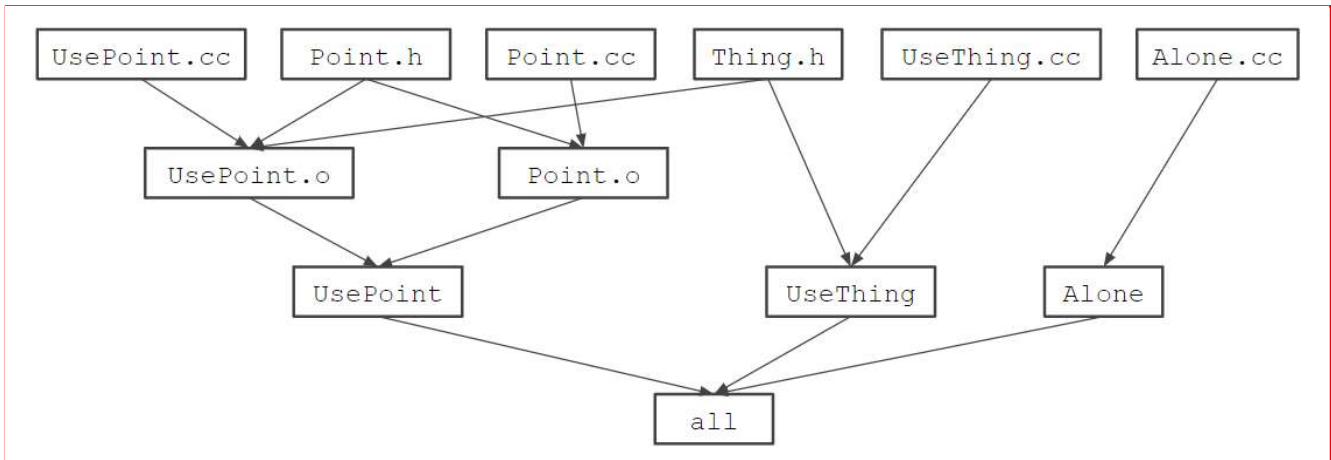 UsePoint.cc Point.h Point.cc Thing.h UseThing.cc Alone.cc
UsePoint.o Point.o
UsePoint UseThing Alone
all